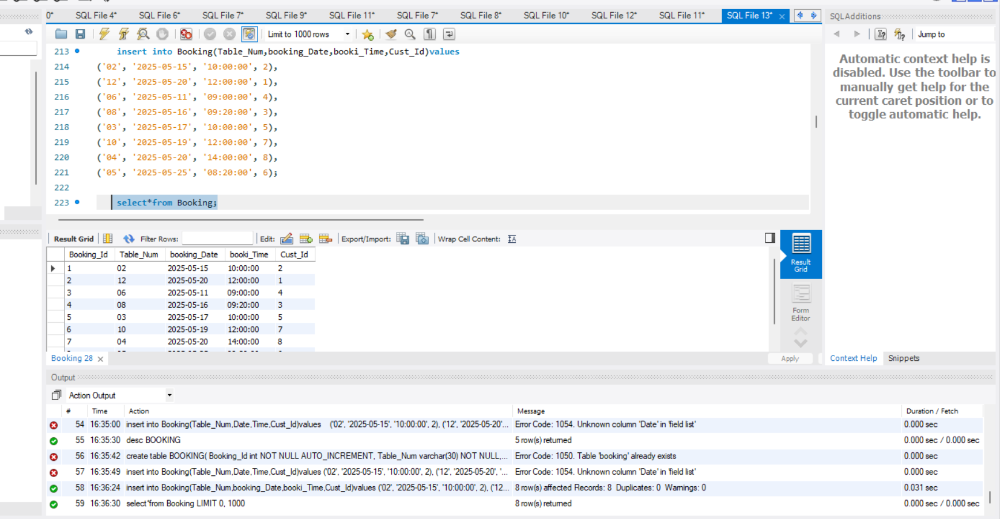 0* SQL File 4* SQL File 6* SQL File 7* SQL File 9* SQL File 11* SQL File 7* SQL File 8* SQL File 10* SQL File 12* SQL File 11* SQL File 13* SQLAdditions
Limit to 1000 rows Jump to
213 insert into Booking(Table_Num,booking_Date,booki_Time,Cust_Id)values
214 ('02', '2025-05-15', '10:00:00', 2),
215 ('12', '2025-05-20', '12:00:00', 1),
216 ('06', '2025-05-11', '09:00:00', 4),
217 ('08', '2025-05-16', '09:20:00', 3),
218 ('03', '2025-05-17', '10:00:00', 5),
219 ('10', '2025-05-19', '12:00:00', 7),
220 ('04', '2025-05-20', '14:00:00', 8),
221 ('05', '2025-05-25', '08:20:00', 6);
222
223 select*from Booking;
Automatic context help is
disabled. Use the toolbar to
manually get help for the
current caret position or to
toggle automatic help.
Result Grid Filter Rows: Edit: Export/Import: Wrap Cell Content:
Booking_Id Table_Num booking_Date booki_Time Cust_Id
1 02 2025-05-15 10:00:00 2
2 12 2025-05-20 12:00:00 1
3 06 2025-05-11 09:00:00 4
4 08 2025-05-16 09:20:00 3
5 03 2025-05-17 10:00:00 5
6 10 2025-05-19 12:00:00 7
7 04 2025-05-20 14:00:00 8
Result
Grid
Form
Editor
Booking 28 Apply Context Help Snippets
Output
Action Output
# Time Action Message Duration / Fetch
54 16:35:00 insert into Booking(Table_Num,Date,Time,Cust_Id)values ('02', '2025-05-15', '10:00:00', 2), ('12', '2025-05-20'... Error Code: 1054. Unknown column 'Date' in 'field list' 0.000 sec
55 16:35:30 desc BOOKING 5 row(s) returned 0.000 sec / 0.000 sec
56 16:35:42 create table BOOKING( Booking_Id int NOT NULL AUTO_INCREMENT, Table_Num varchar(30) NOT NULL,... Error Code: 1050. Table 'booking' already exists 0.000 sec
57 16:35:49 insert into Booking(Table_Num,Date,Time,Cust_Id)values ('02', '2025-05-15', '10:00:00', 2), ('12', '2025-05-20', '... Error Code: 1054. Unknown column 'Date' in 'field list' 0.000 sec
58 16:36:24 insert into Booking(Table_Num,booking_Date,booki_Time,Cust_Id)values ('02', '2025-05-15', '10:00:00', 2), ('12... 8 row(s) affected Records: 8 Duplicates: 0 Warnings: 0 0.031 sec
59 16:36:30 select*from Booking LIMIT 0, 1000 8 row(s) returned 0.000 sec / 0.000 sec